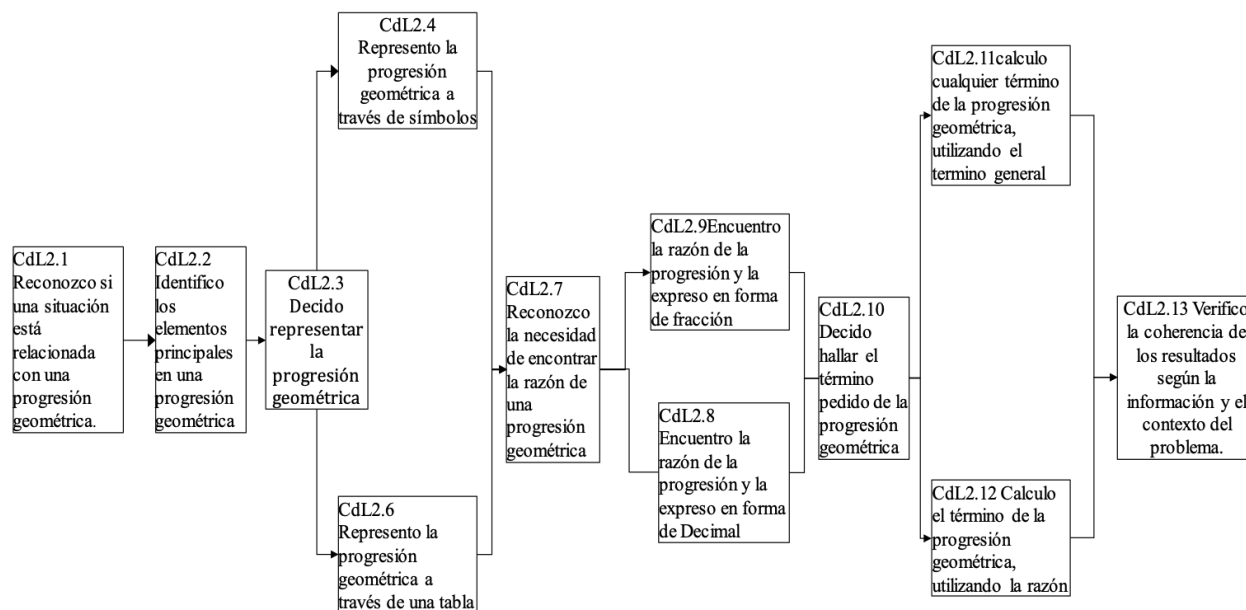 CdL2.1
Reconozco si
una situación
está
relacionada
con una
progresión
geométrica.
CdL2.2
Identifico
los
elementos
principales
en una
progresión
geométrica
CdL2.3
Decido
representar
la
progresión
geométrica
CdL2.4
Represento la
progresión
geométrica a
través de símbolos
CdL2.6
Represento la
progresión
geométrica a
través de una tabla
CdL2.7
Reconozco
la necesidad
de encontrar
la razón de
una
progresión
geométrica
CdL2.9Encuentro
la razón de la
progresión y la
expreso en forma
de fracción
CdL2.8
Encuentro la
razón de la
progresión y la
expreso en forma
de Decimal
CdL2.10
Decido
hallar el
término
pedido de la
progresión
geométrica
CdL2.11calculo
cualquier término
de la progresión
geométrica,
utilizando el
termino general
CdL2.12 Calculo
el término de la
progresión
geométrica,
utilizando la razón
CdL2.13 Verifico
la coherencia de
los resultados
según la
información y el
contexto del
problema.